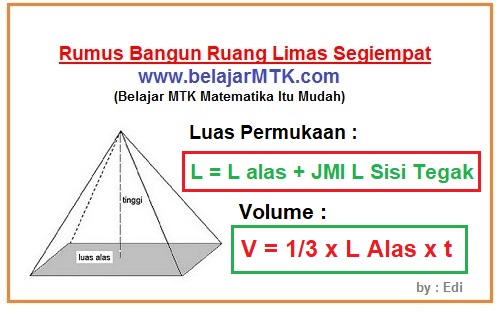 Rumus Bangun Ruang Limas Segiempat
www.belajarMTK.com
(Belajar MTK Matematika Itu Mudah)
Luas Permukaan :
L = L alas + JMl L Sisi Tegak
tinggi
Volume :
V = 1/3 x L Alas x t
luas alas
by : Edi